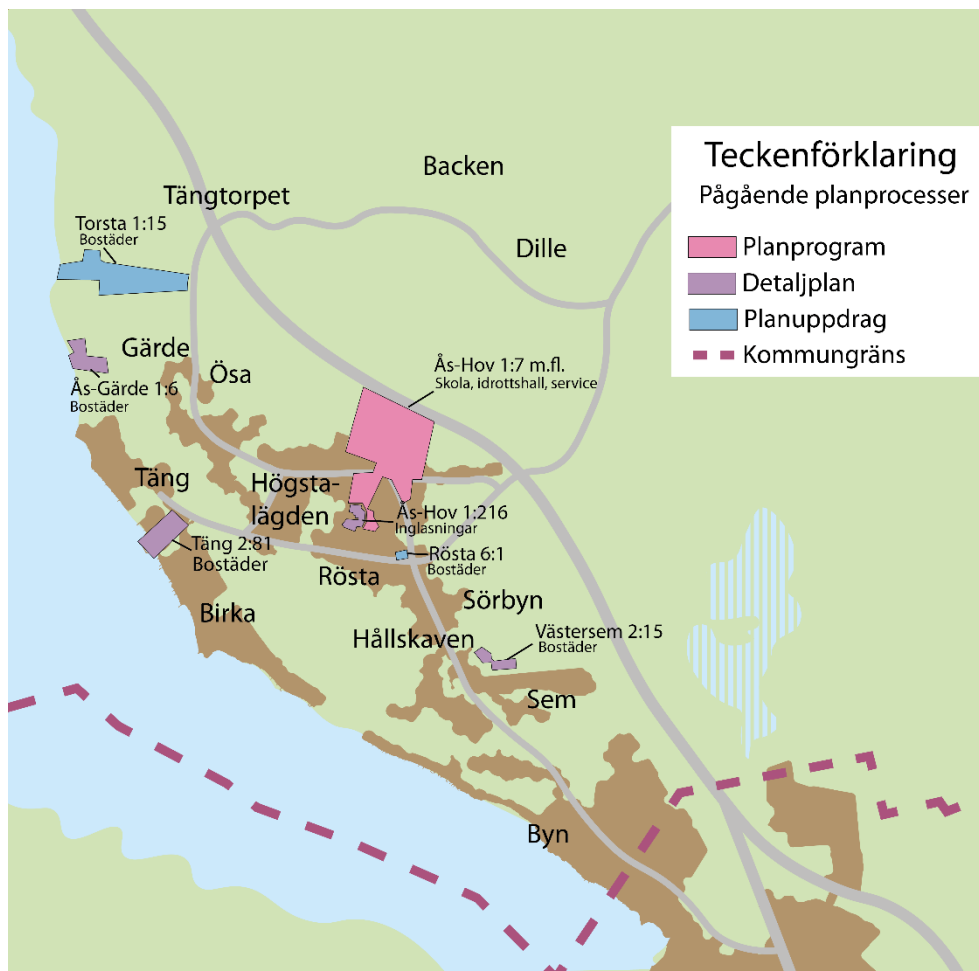 Teckenförklaring
Pågående planprocesser
Planprogram
Detaljplan
Planuppdrag
Kommungräns
Backen
Tängtorpet
Torsta 1:15
Bostäder
Dille
Gärde
Ösa
Ås-Gärde 1:6
Bostäder
Ås-Hov 1:7 m.fl.
Skola, idrottshall, service
Täng
Högsta-
lägden
Ås-Hov 1:216
Inglasningar
Täng 2:81
Bostäder
Rösta
Rösta 6:1
Bostäder
Birka
Sörbyn
Hållskaven
Västersem 2:15
Bostäder
Sem
Byn